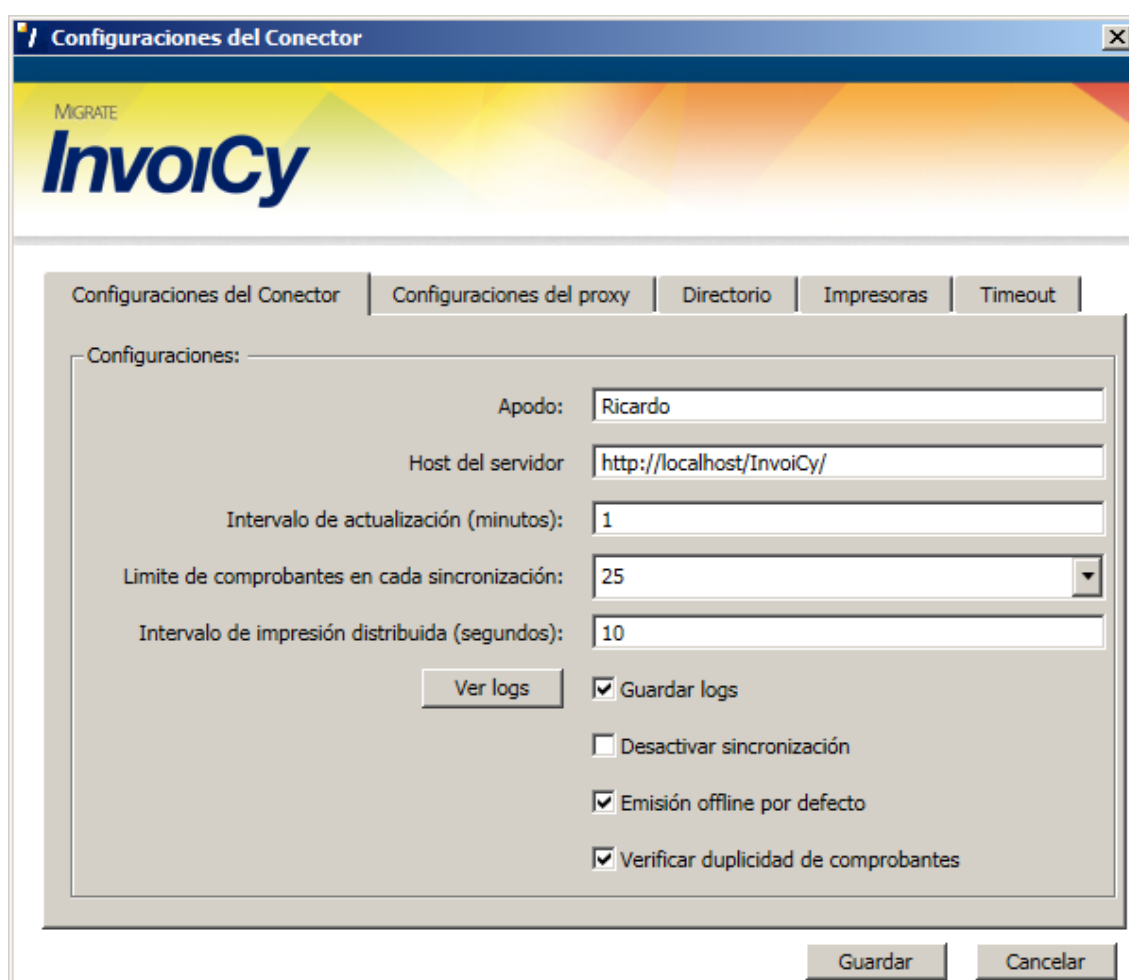 Configuraciones del Conector
MIGRATE
InvoiCy
Configuraciones del Conector Configuraciones del proxy Directorio Impresoras Timeout
Configuraciones:
Apodo: Ricardo
Host del servidor http://localhost/InvoiCy/
Intervalo de actualización (minutos): 1
Limite de comprobantes en cada sincronización: 25
Intervalo de impresión distribuida (segundos): 10
Ver logs Guardar logs
Desactivar sincronización
Emisión offline por defecto
Verificar duplicidad de comprobantes
Guardar Cancelar